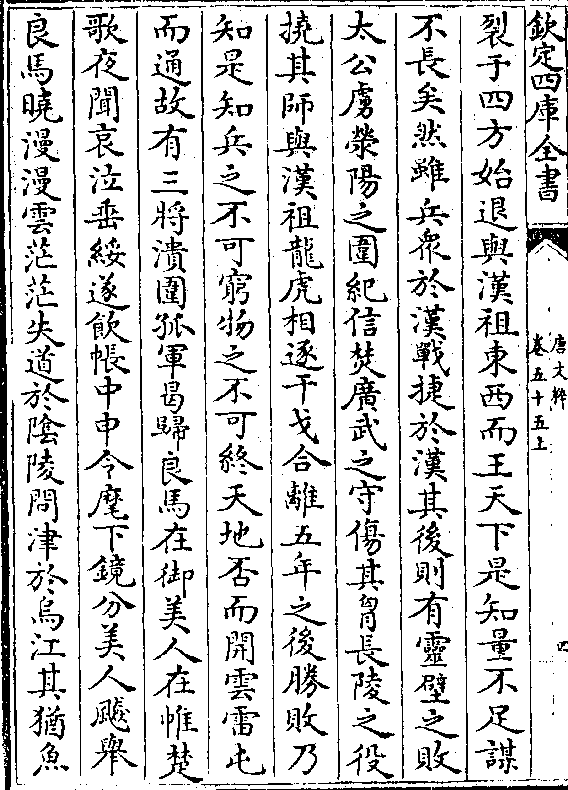 欽定四庫全書
唐文粹
卷五十五上
四
裂于四方始退與漢祖東西而王天下是知量不足謀
不長矣然雖兵衆於漢戰捷於漢其後則有靈壁之敗
太公虜滎陽之圍紀信焚廣武之守傷其胷長陵之役
撓其師與漢祖龍虎相逐干戈合離五年之後勝敗乃
知是知兵之不可窮物之不可終天地否而開雲雷屯
而通故有三將潰圍孤軍曷歸良馬在御美人在帷楚
歌夜聞哀泣垂綏遂飲帳中申令麾下鏡分美人飈舉
良馬曉漫漫雲茫茫失道於隂陵問津於烏江其猶魚